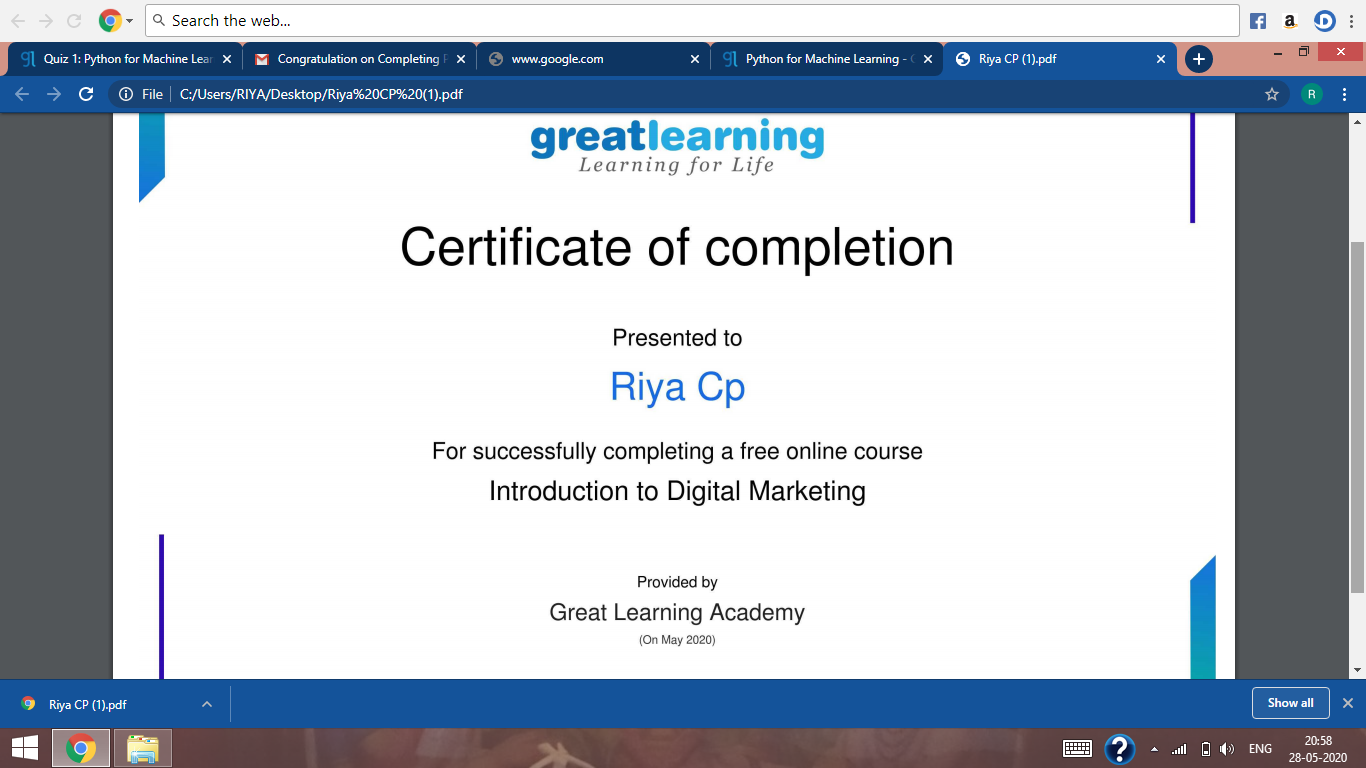 Search the web...
a
D
gl Quiz 1: Python for Machine Lear
Congratulation on Completing
www.google.com
gl Python for Machine Learning -
Riya CP (1).pdf
File C:/Users/RIYA/Desktop/Riya%20CP%20(1).pdf
R
greatlearning
Learning for Life
Certificate of completion
Presented to
Riya Cp
For successfully completing a free online course
Introduction to Digital Marketing
Provided by
Great Learning Academy
(On May 2020)
Riya CP (1).pdf
Show all
ENG
20:58
28-05-2020